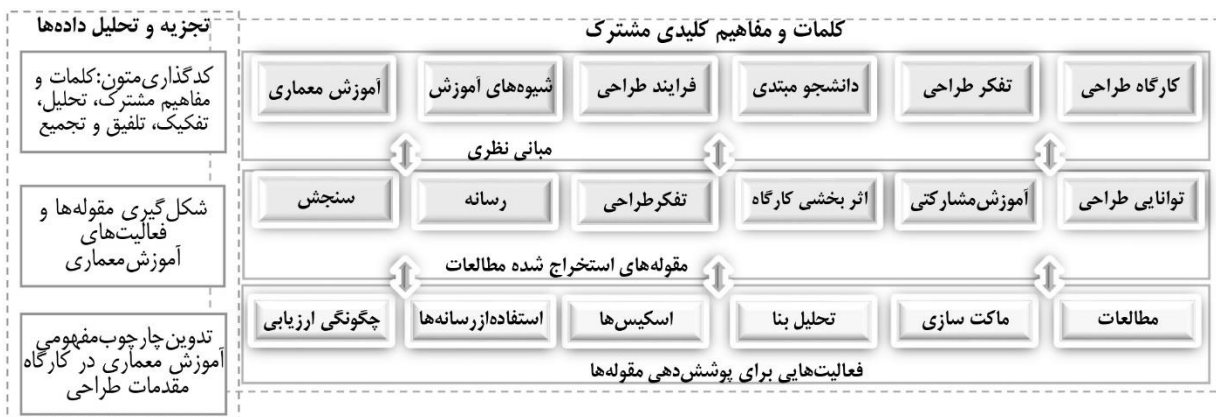 کلمات و مفاهیم کلیدی مشترک
کارگاه طراحی
تفکر طراحی
دانشجو مبتدی
فرایند طراحی
شیوه‌های آموزش
آموزش معماری
مبانی نظری
توانایی طراحی
آموزش‌مشارکتی
اثر بخشی کارگاه
تفکرطراحی
رسانه
سنجش
مقوله‌های استخراج شده مطالعات
مطالعات
ماکت سازی
تحلیل بنا
اسکیس‌ها
استفاده‌ازرسانه‌ها
چگونگی ارزیابی
فعالیت‌هایی برای پوشش‌دهی مقوله‌ها
تجزیه و تحلیل داده‌ها
کدگذاری‌متون:کلمات و
مفاهیم مشترک، تحلیل،
تفکیک، تلفیق و تجمیع
شکل‌گیری مقوله‌ها و
فعالیت‌های
آموزش‌معماری
تدوین‌چارچوب‌مفهومی
آموزش معماری در کارگاه
مقدمات طراحی